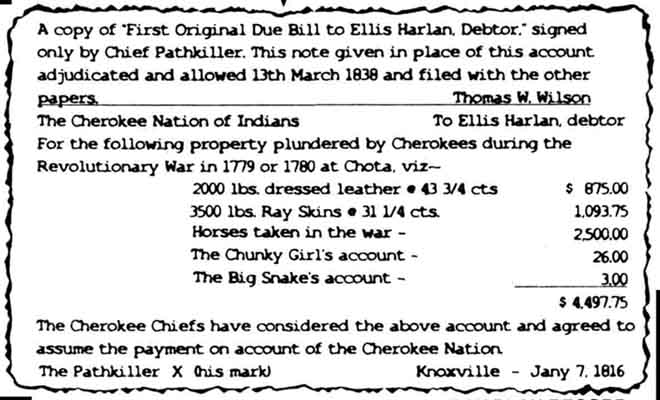 A copy of "First Original Due Bill to Ellis Harlan, Debtor," signed
only by Chief Pathkiller. This note given in place of this account
adjudicated and allowed 13th March 1838 and filed with the other
papers. Thomas W. Wilson
The Cherokee Nation of Indians To Ellis Harlan, debtor
For the following property plundered by Cherokees during the
Revolutionary War in 1779 or 1780 at Chota, viz~
2000 lbs. dressed leather @ 43 3/4 cts $ 875.00
3500 lbs. Ray Skins @ 31 1/4 cts. 1,093.75
Horses taken in the war - 2,500.00
The Chunky Girl's account - 26.00
The Big Snake's account - 3.00
$ 4,497.75
The Cherokee Chiefs have considered the above account and agreed to
assume the payment on account of the Cherokee Nation.
The Pathkiller X (his mark) Knoxville - Jany 7, 1816